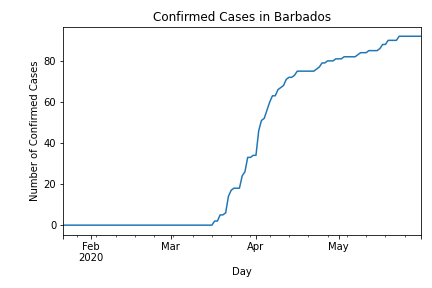 Confirmed Cases in Barbados
Number of Confirmed Cases
80
60
40
20
0
Feb Mar Apr May
2020
Day